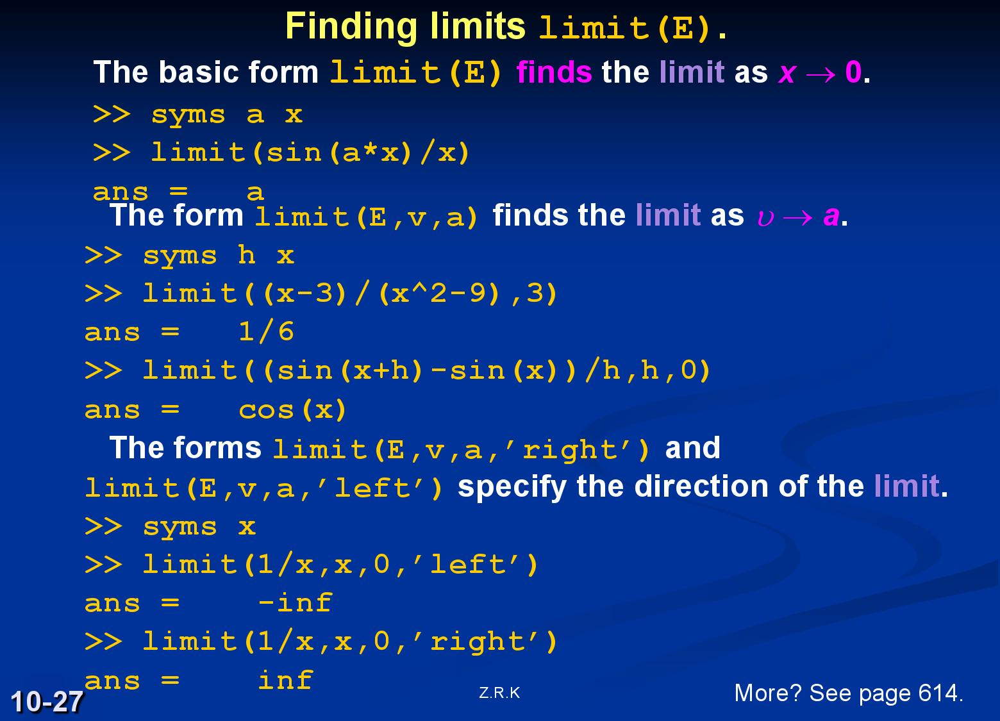 Finding limits limit(E).
The basic form limit(E) finds the limit as x → 0.
>> syms a x
>> limit(sin(a*x)/x)
ans =   a
The form limit(E,v,a) finds the limit as υ → a.
>> syms h x
>> limit((x-3)/(x^2-9),3)
ans =   1/6
>> limit((sin(x+h)-sin(x))/h,h,0)
ans =   cos(x)
The forms limit(E,v,a,’right’) and
limit(E,v,a,’left’) specify the direction of the limit.
>> syms x
>> limit(1/x,x,0,’left’)
ans =    -inf
>> limit(1/x,x,0,’right’)
ans =    inf
10-27
Z.R.K
More? See page 614.